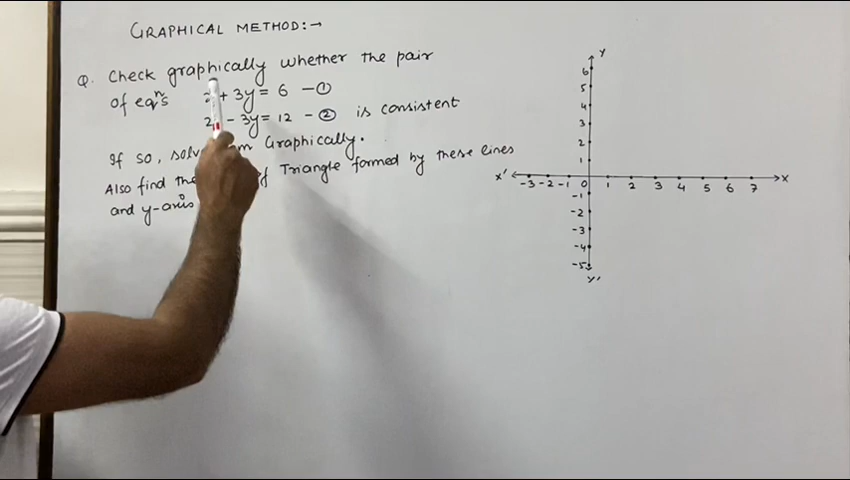 GRAPHICAL METHOD:→
Q. Check graphically whether the pair
of eqⁿs + 3y = 6 — ①
2 - 3y = 12 - ② is consistent
If so, Graphically.
Also find the of Triangle formed by these lines
and y-axis
Y
6
5
4
3
2
1
X' -3 -2 -1 0 1 2 3 4 5 6 7 X
-1
-2
-3
-4
-5
Y'